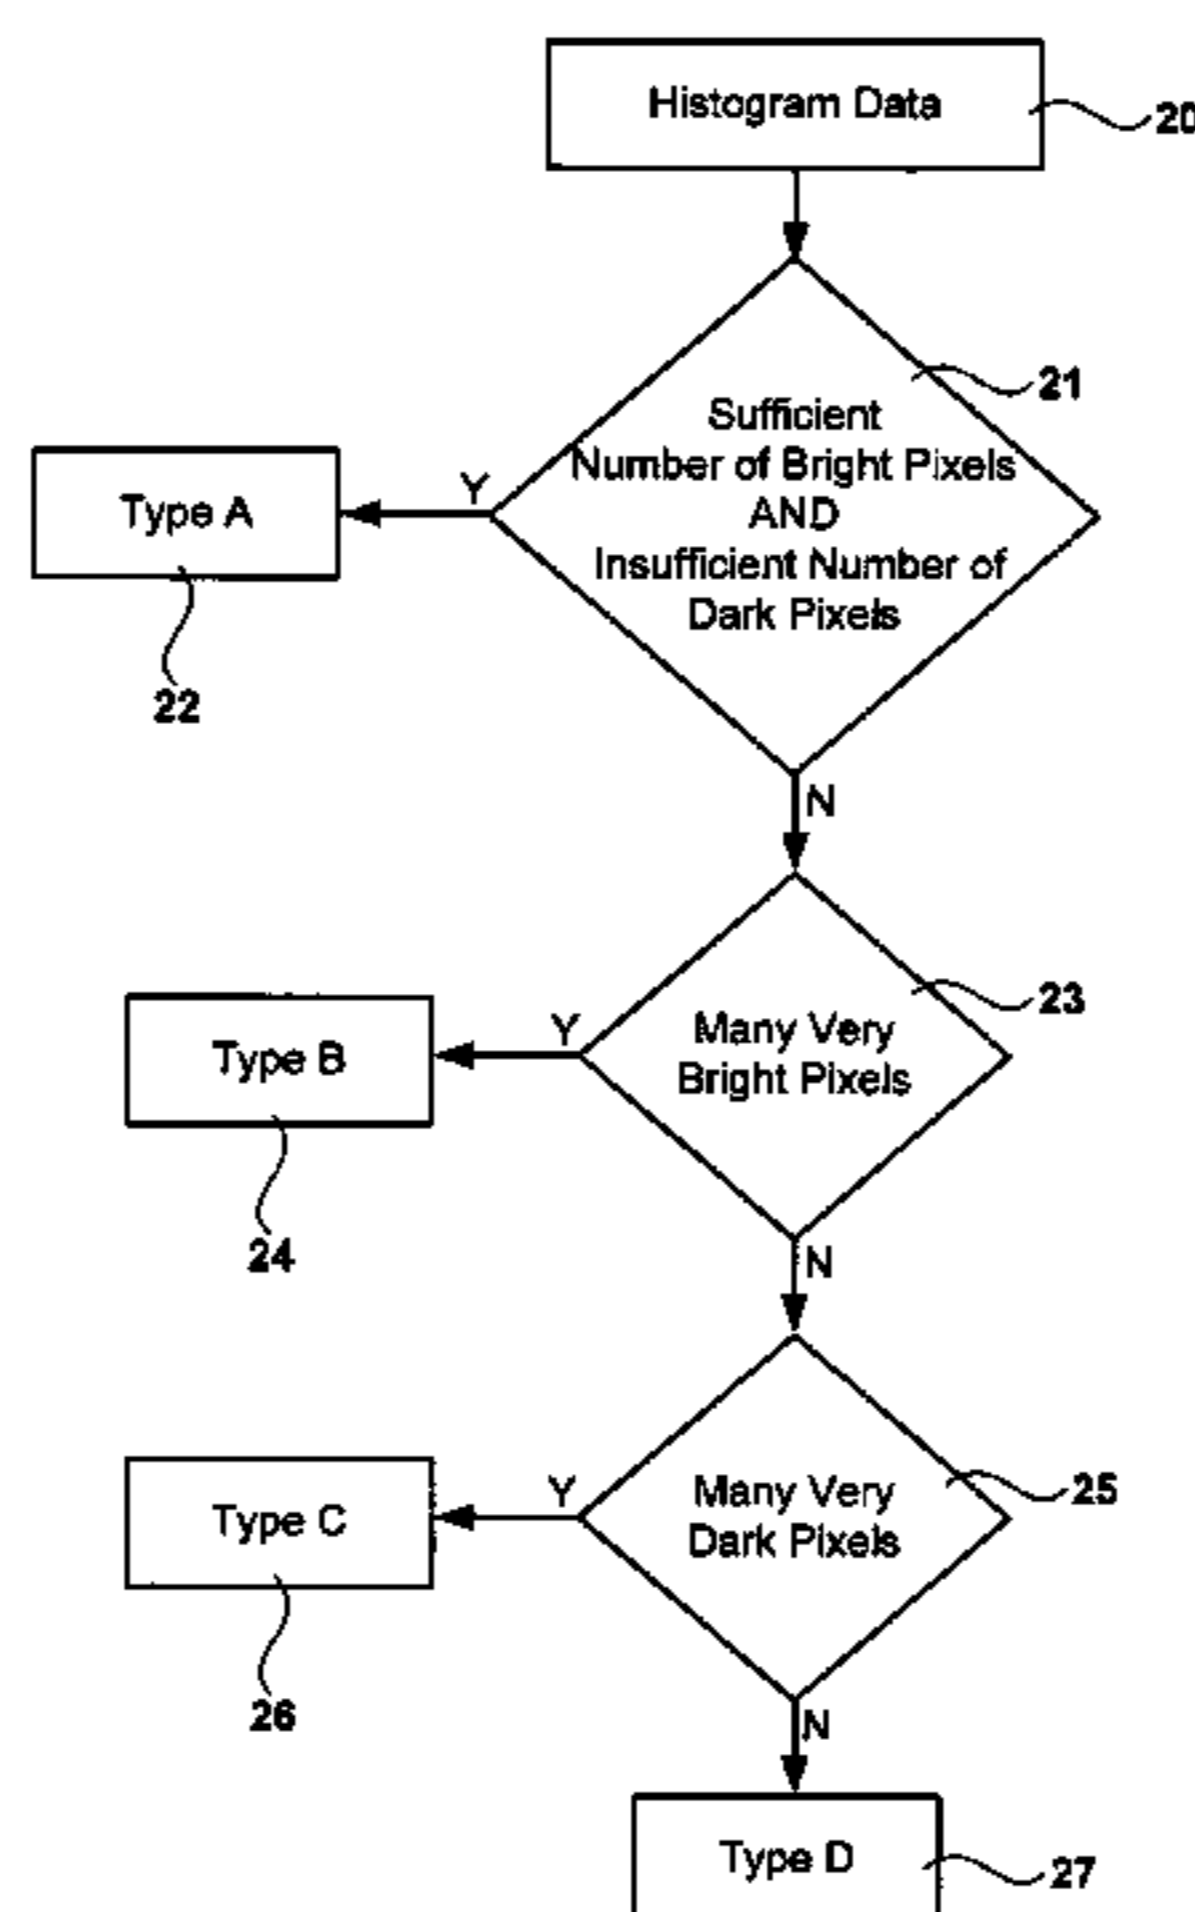 Histogram Data
20
21
Sufficient
Number of Bright Pixels
AND
Insufficient Number of
Dark Pixels
Y
Type A
22
N
23
Many Very
Bright Pixels
Y
Type B
24
N
25
Many Very
Dark Pixels
Y
Type C
26
N
Type D
27